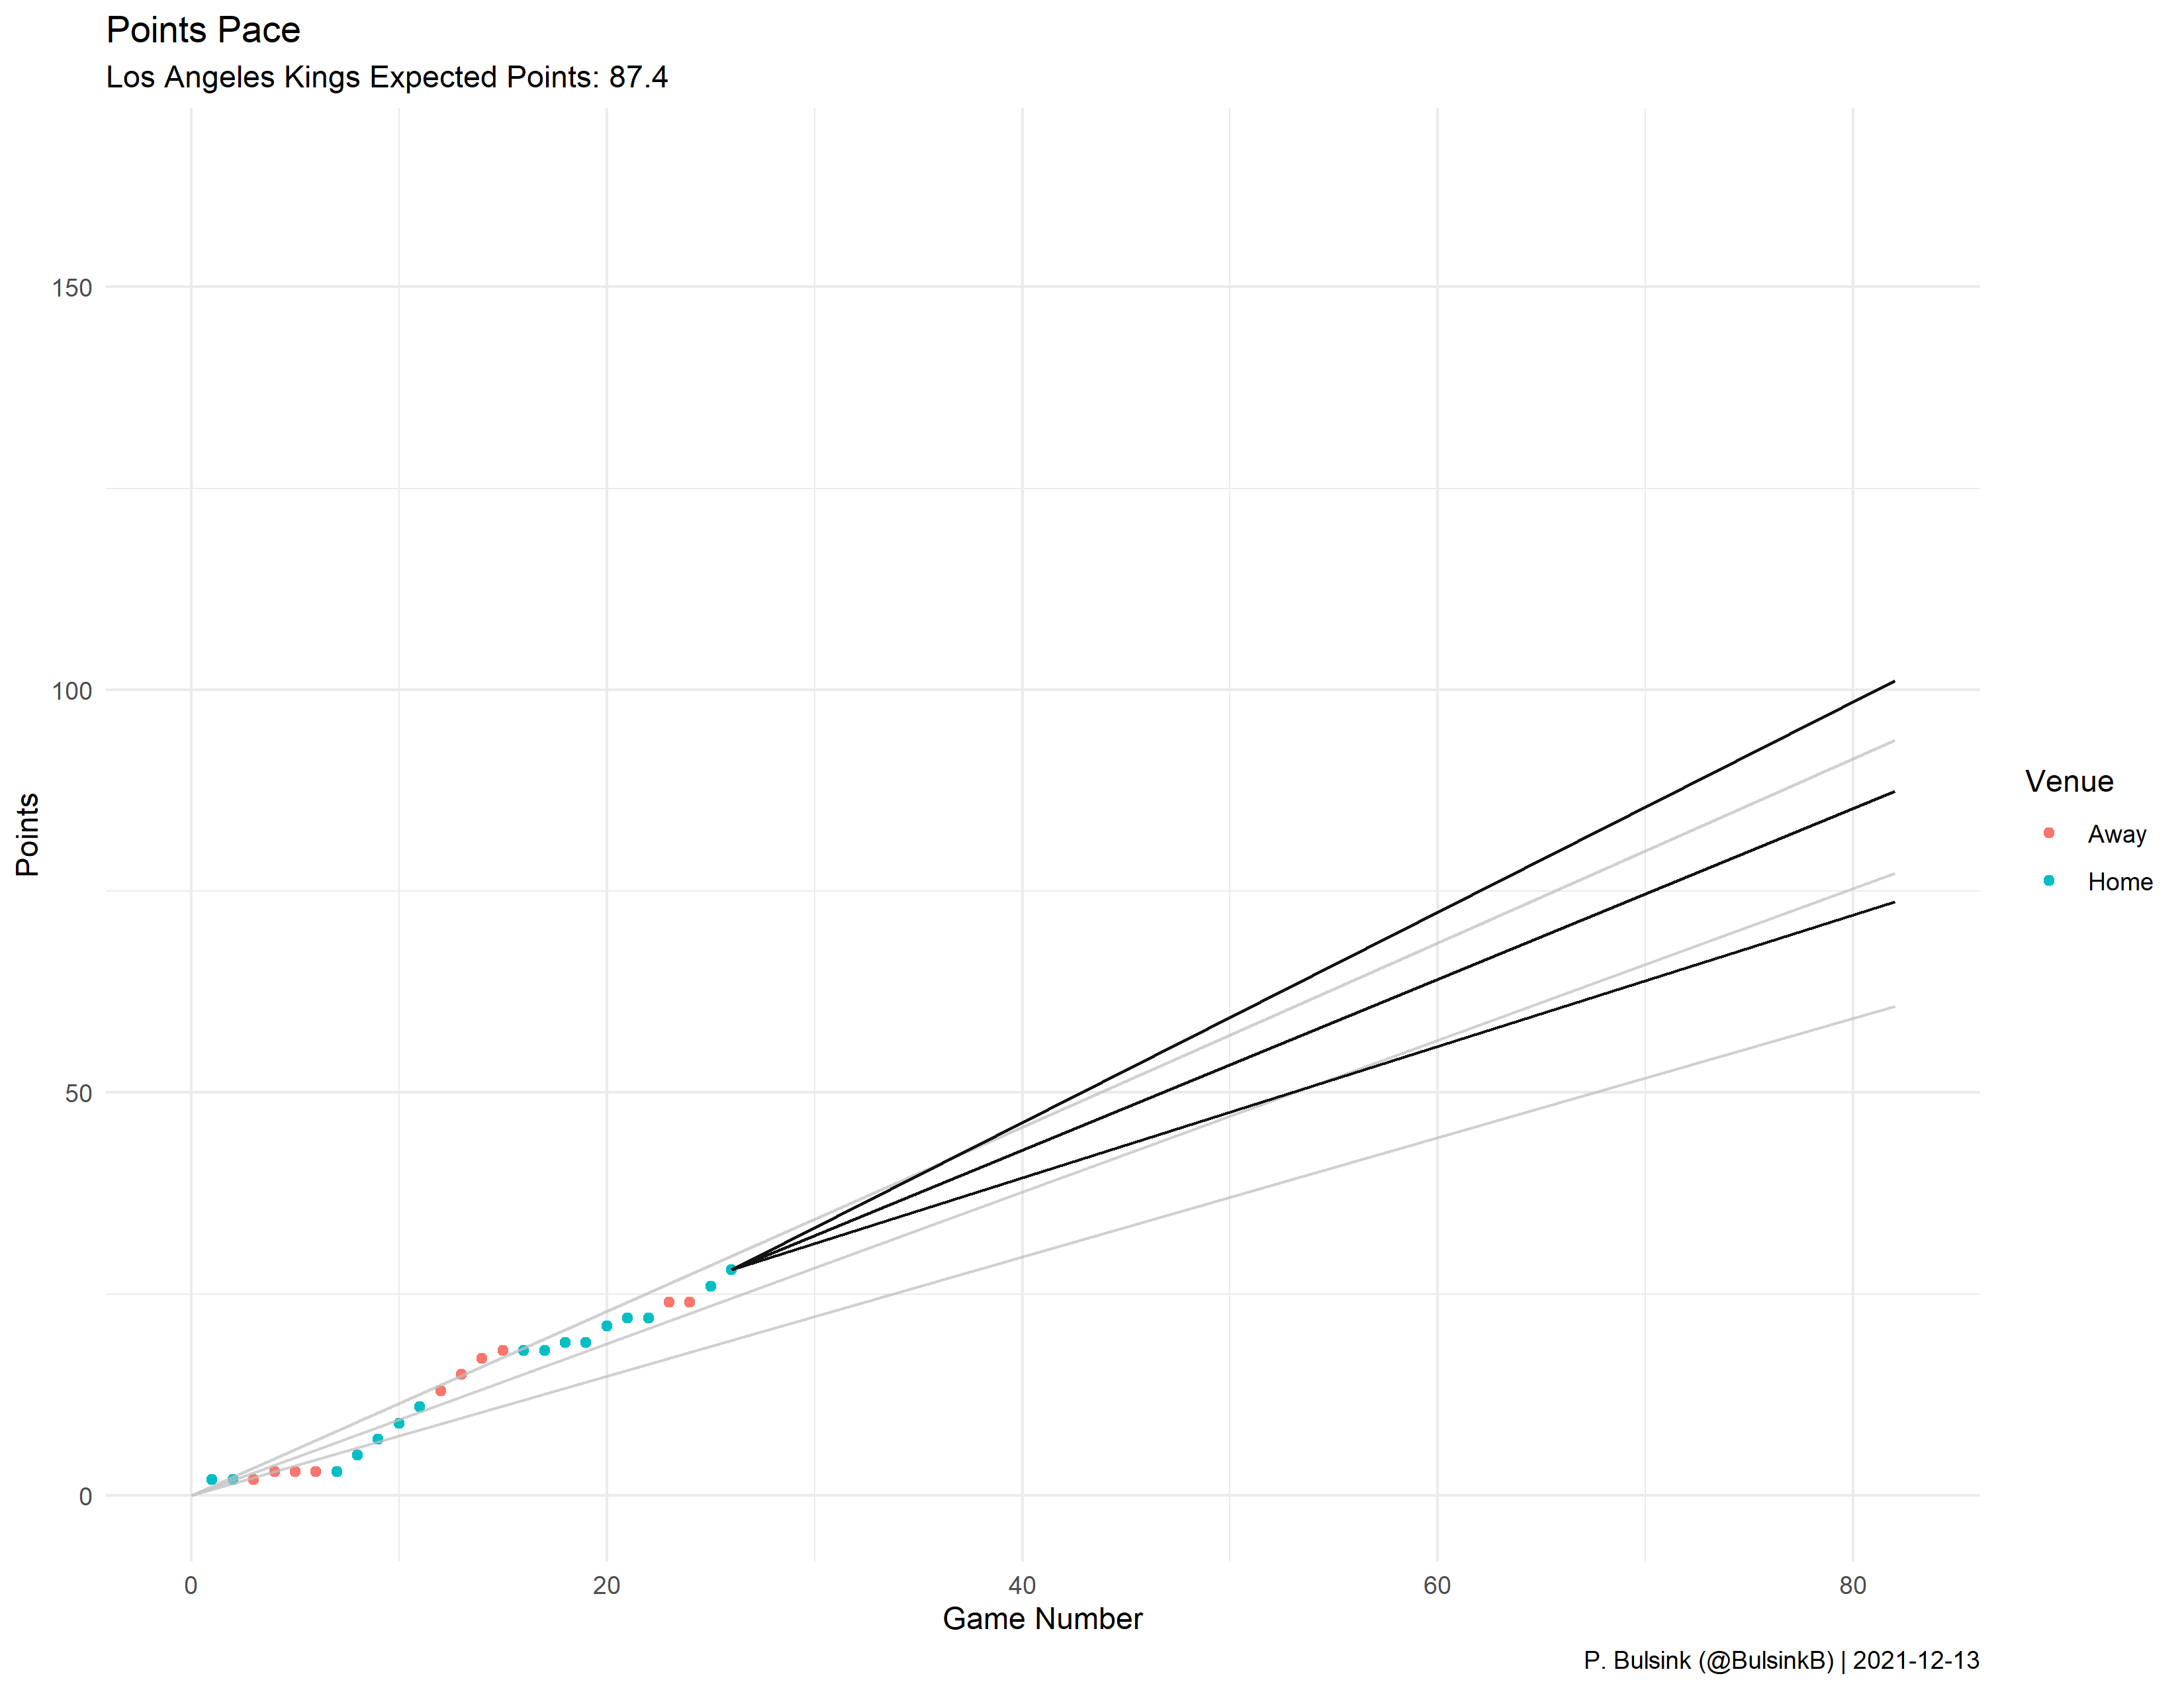 Points Pace
Los Angeles Kings Expected Points: 87.4
150
100
50
0
Points
0 20 40 60 80
Game Number
Venue
Away
Home
P. Bulsink (@BulsinkB) | 2021-12-13